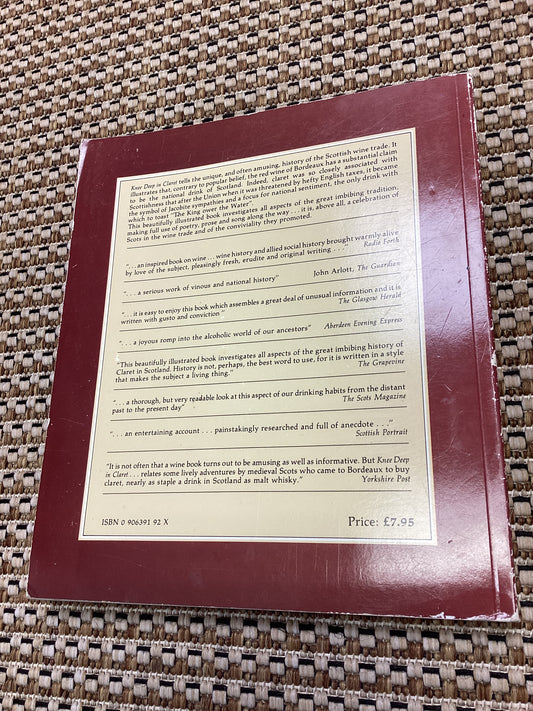 Knee Deep in Claret tells the unique, and often amusing, history of the Scottish wine trade. It
illustrates that, contrary to popular belief, the red wine of Bordeaux has a substantial claim
to be the national drink of Scotland. Indeed, claret was so closely associated with
Scottishness that after the Union when it was threatened by hefty English taxes, it became
the symbol of Jacobite sympathies and a focus for national sentiment, the only drink with
which to toast "The King ower the Water".
This beautifully illustrated book investigates all aspects of the great imbibing tradition,
making full use of poetry, prose and song along the way . . . it is, above all, a celebration of
Scots in the wine trade and of the conviviality they promoted.
". . . an inspired book on wine . . . wine history and allied social history brought warmly alive
by love of the subject, pleasingly fresh, erudite and original writing . . . ." Radio Forth
". . . a serious work of vinous and national history" John Arlott, The Guardian
". . . it is easy to enjoy this book which assembles a great deal of unusual information and it is
written with gusto and conviction" The Glasgow Herald
". . . a joyous romp into the alcoholic world of our ancestors" Aberdeen Evening Express
"This beautifully illustrated book investigates all aspects of the great imbibing history of
Claret in Scotland. History is not, perhaps, the best word to use, for it is written in a style
that makes the subject a living thing." The Grapevine
". . . a thorough, but very readable look at this aspect of our drinking habits from the distant
past to the present day" The Scots Magazine
". . . an entertaining account . . . painstakingly researched and full of anecdote . . ."
Scottish Portrait
"It is not often that a wine book turns out to be amusing as well as informative. But Knee Deep
in Claret . . . relates some lively adventures by medieval Scots who came to Bordeaux to buy
claret, nearly as staple a drink in Scotland as malt whisky." Yorkshire Post
ISBN 0 906391 92 X Price: £7.95